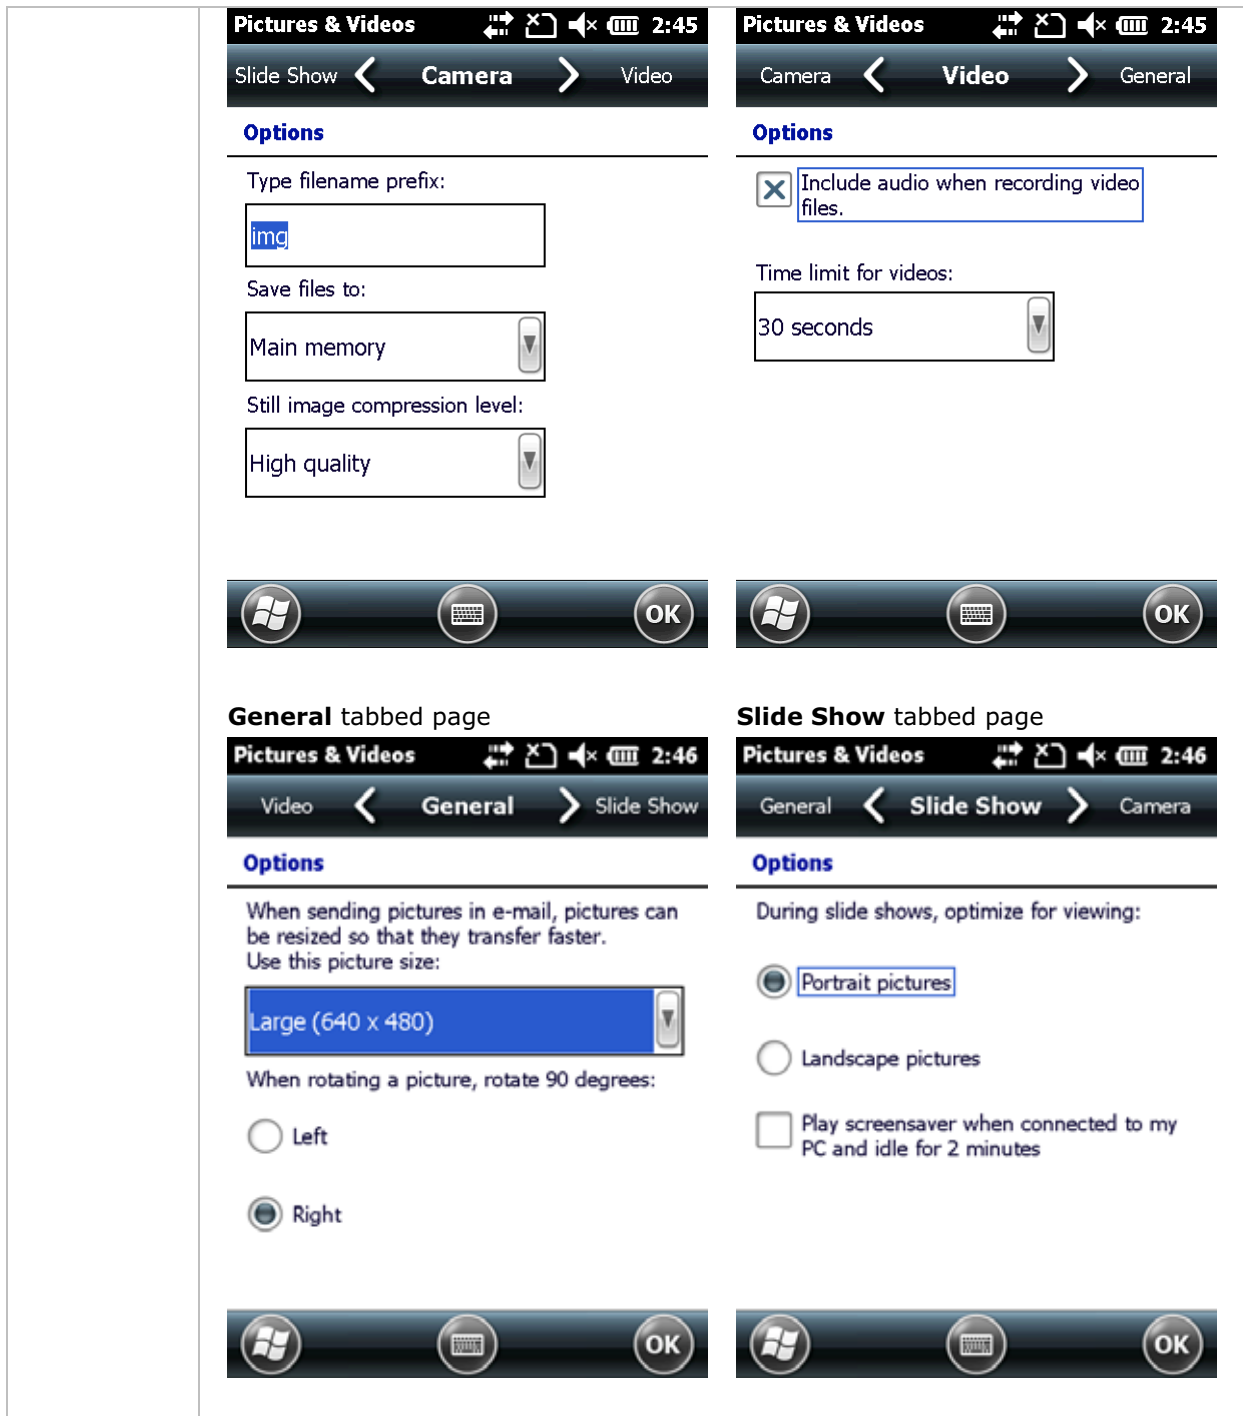 Pictures & Videos 2:45
Slide Show Camera Video
Options
Type filename prefix:
img
Save files to:
Main memory
Still image compression level:
High quality
OK
Pictures & Videos 2:45
Camera Video General
Options
Include audio when recording video
files.
Time limit for videos:
30 seconds
OK
General tabbed page
Pictures & Videos 2:46
Video General Slide Show
Options
When sending pictures in e-mail, pictures can
be resized so that they transfer faster.
Use this picture size:
Large (640 x 480)
When rotating a picture, rotate 90 degrees:
Left
Right
OK
Slide Show tabbed page
Pictures & Videos 2:46
General Slide Show Camera
Options
During slide shows, optimize for viewing:
Portrait pictures
Landscape pictures
Play screensaver when connected to my
PC and idle for 2 minutes
OK